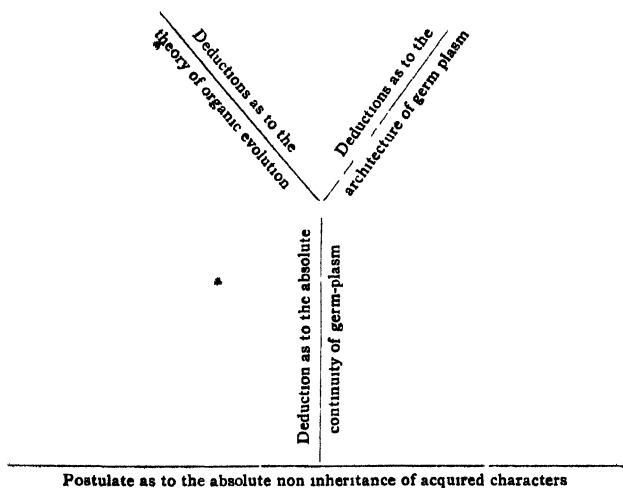 Deductions as to the
theory of organic evolution
Deductions as to the
architecture of germ plasm
Deduction as to the absolute
continuity of germ-plasm
Postulate as to the absolute non inheritance of acquired characters